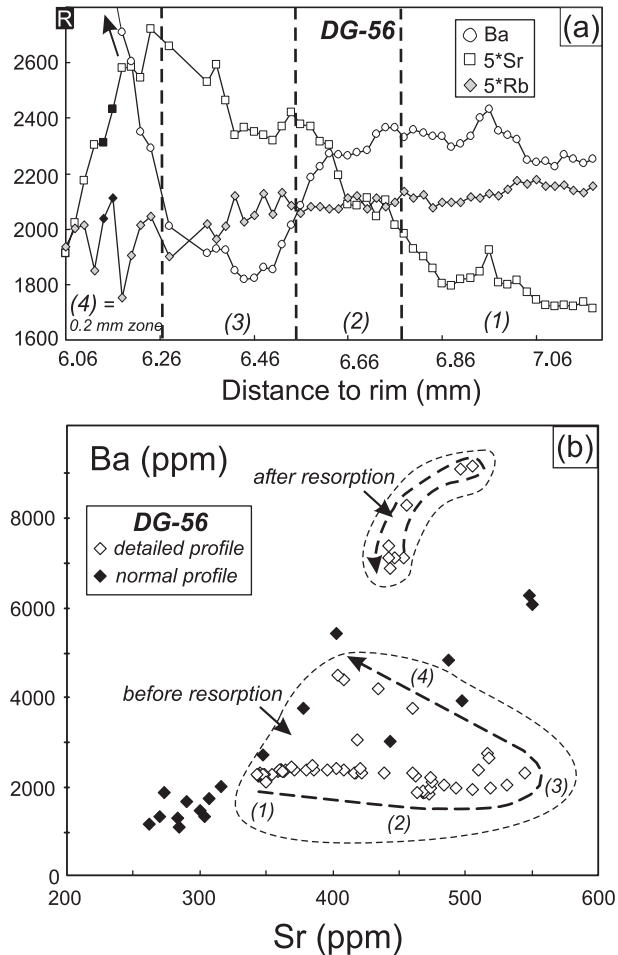 R
DG-56
(a)
Ba
5*Sr
5*Rb
2600
2400
2200
2000
1800
1600
(4) =
0.2 mm zone
(3)
(2)
(1)
6.06
6.26
6.46
6.66
6.86
7.06
Distance to rim (mm)
Ba (ppm)
(b)
after resorption
DG-56
detailed profile
normal profile
8000
6000
4000
2000
0
before resorption
(4)
(3)
(1)
(2)
200
300
400
500
600
Sr (ppm)